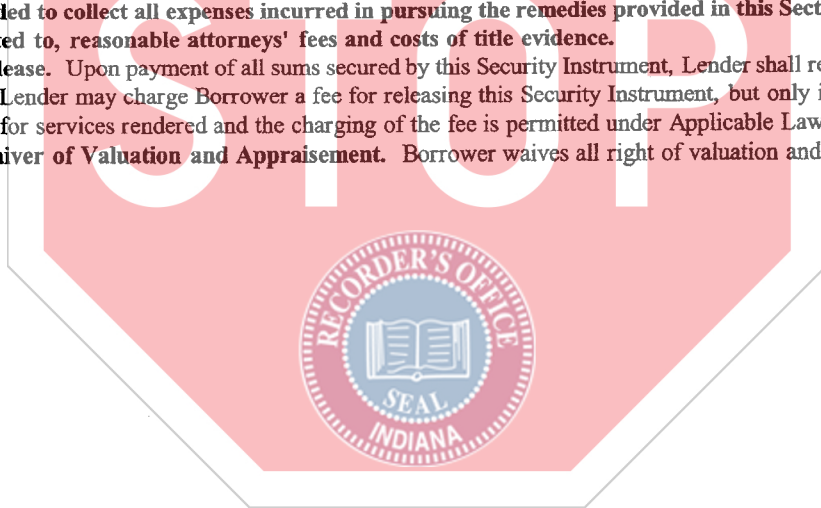 led to collect all expenses incurred in pursuing the remedies provided in this Sect
ed to, reasonable attorneys' fees and costs of title evidence.
lease. Upon payment of all sums secured by this Security Instrument, Lender shall re
Lender may charge Borrower a fee for releasing this Security Instrument, but only i
for services rendered and the charging of the fee is permitted under Applicable Law
iver of Valuation and Appraisement. Borrower waives all right of valuation and
STOP
RECORDER'S OFFICE
SEAL
INDIANA